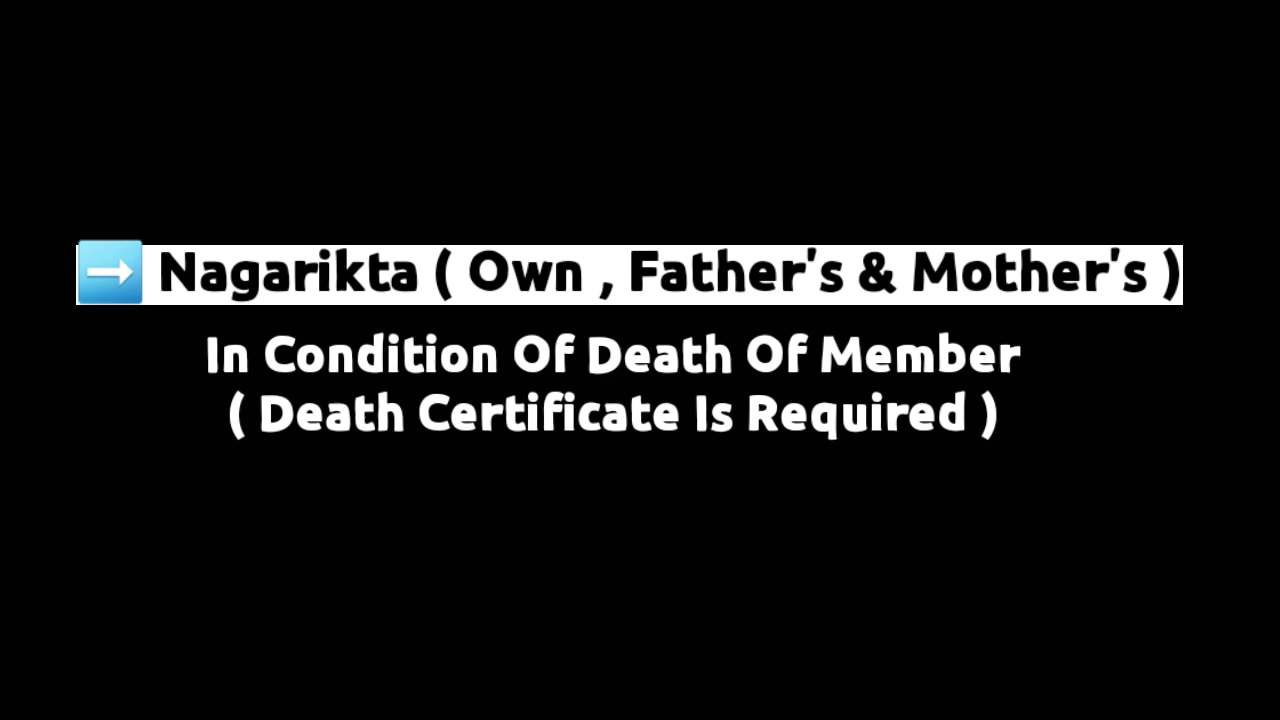 ➡️ Nagarikta ( Own , Father's & Mother's )
In Condition Of Death Of Member
( Death Certificate Is Required )